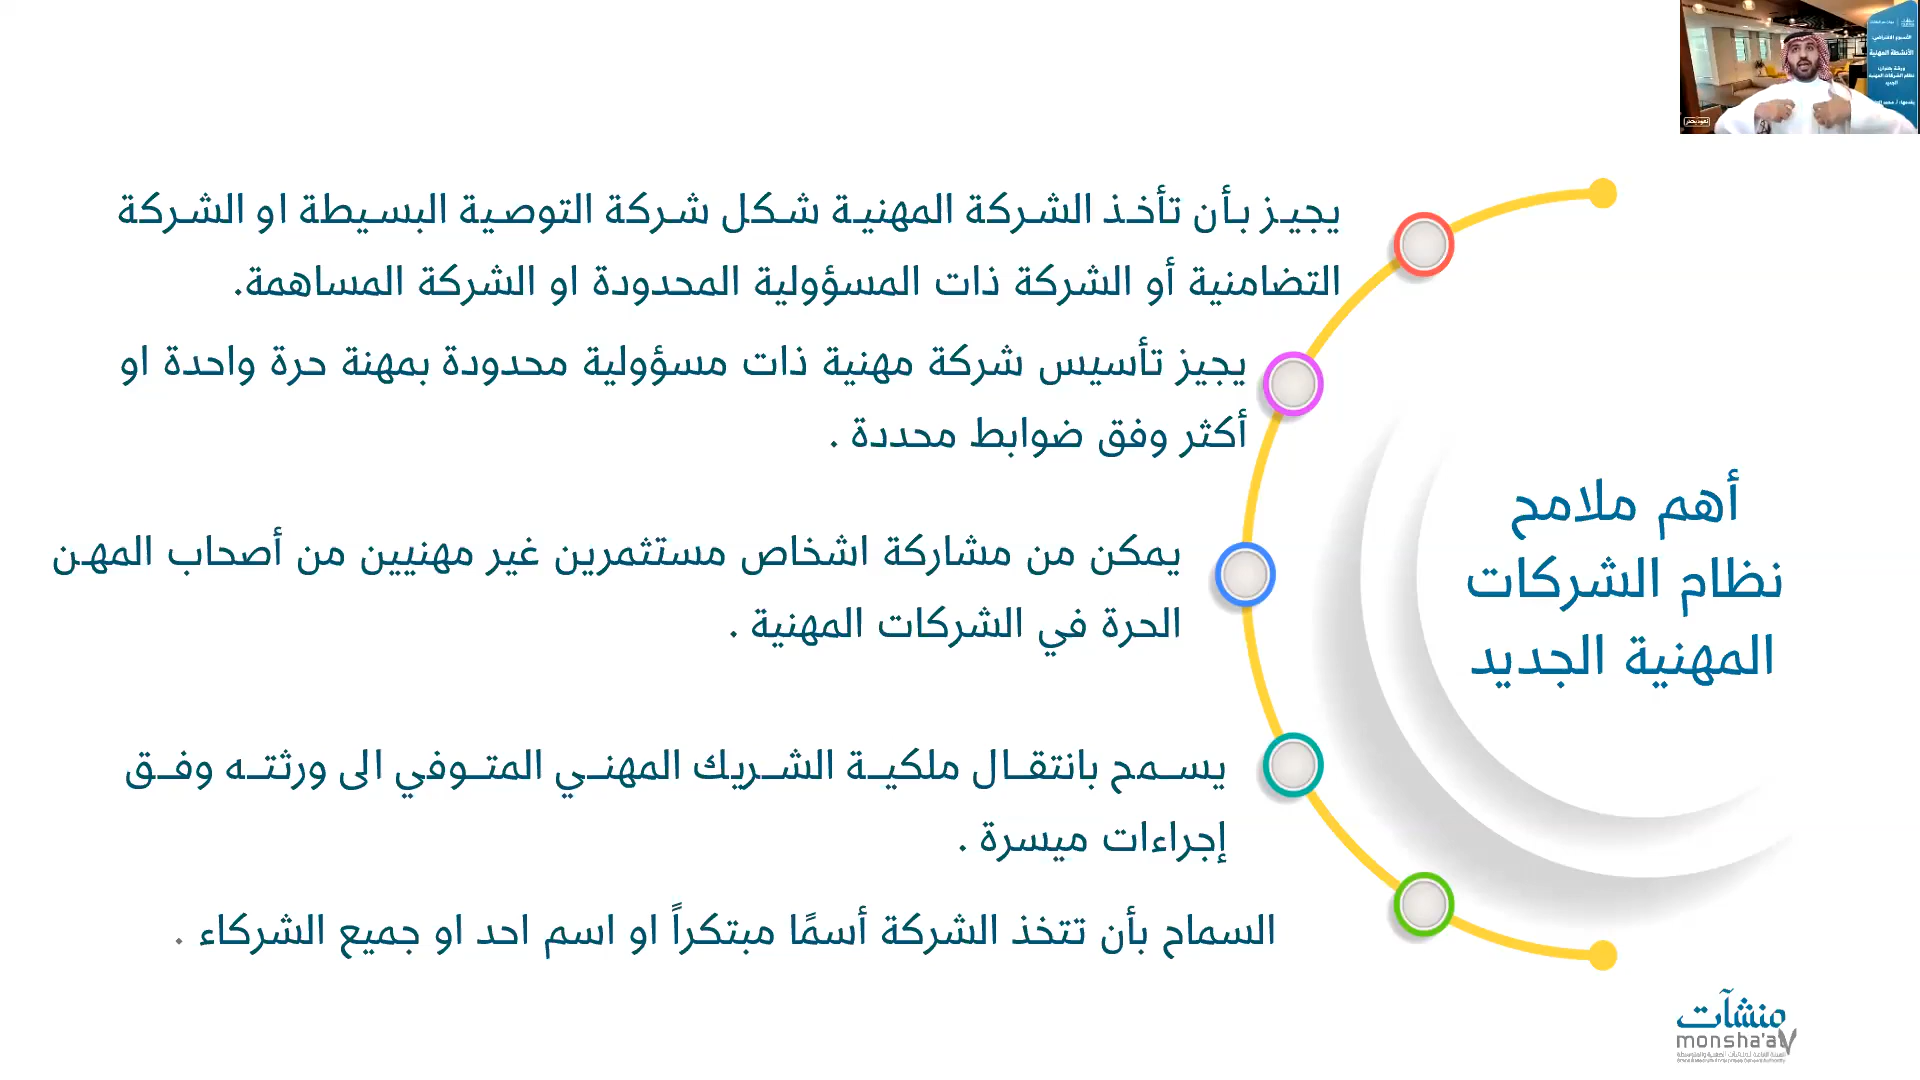 أهم ملامح
نظام الشركات
المهنية الجديد
يجيز بأن تأخذ الشركة المهنية شكل شركة التوصية البسيطة او الشركة
التضامنية أو الشركة ذات المسؤولية المحدودة او الشركة المساهمة.
يجيز تأسيس شركة مهنية ذات مسؤولية محدودة بمهنة حرة واحدة او
أكثر وفق ضوابط محددة .
يمكن من مشاركة اشخاص مستثمرين غير مهنيين من أصحاب المهن
الحرة في الشركات المهنية .
يسمح بانتقال ملكية الشريك المهني المتوفي الى ورثته وفق
إجراءات ميسرة .
السماح بأن تتخذ الشركة أسمًا مبتكراً او اسم احد او جميع الشركاء .
منشآت
monsha'at
الأنشطة المهنية